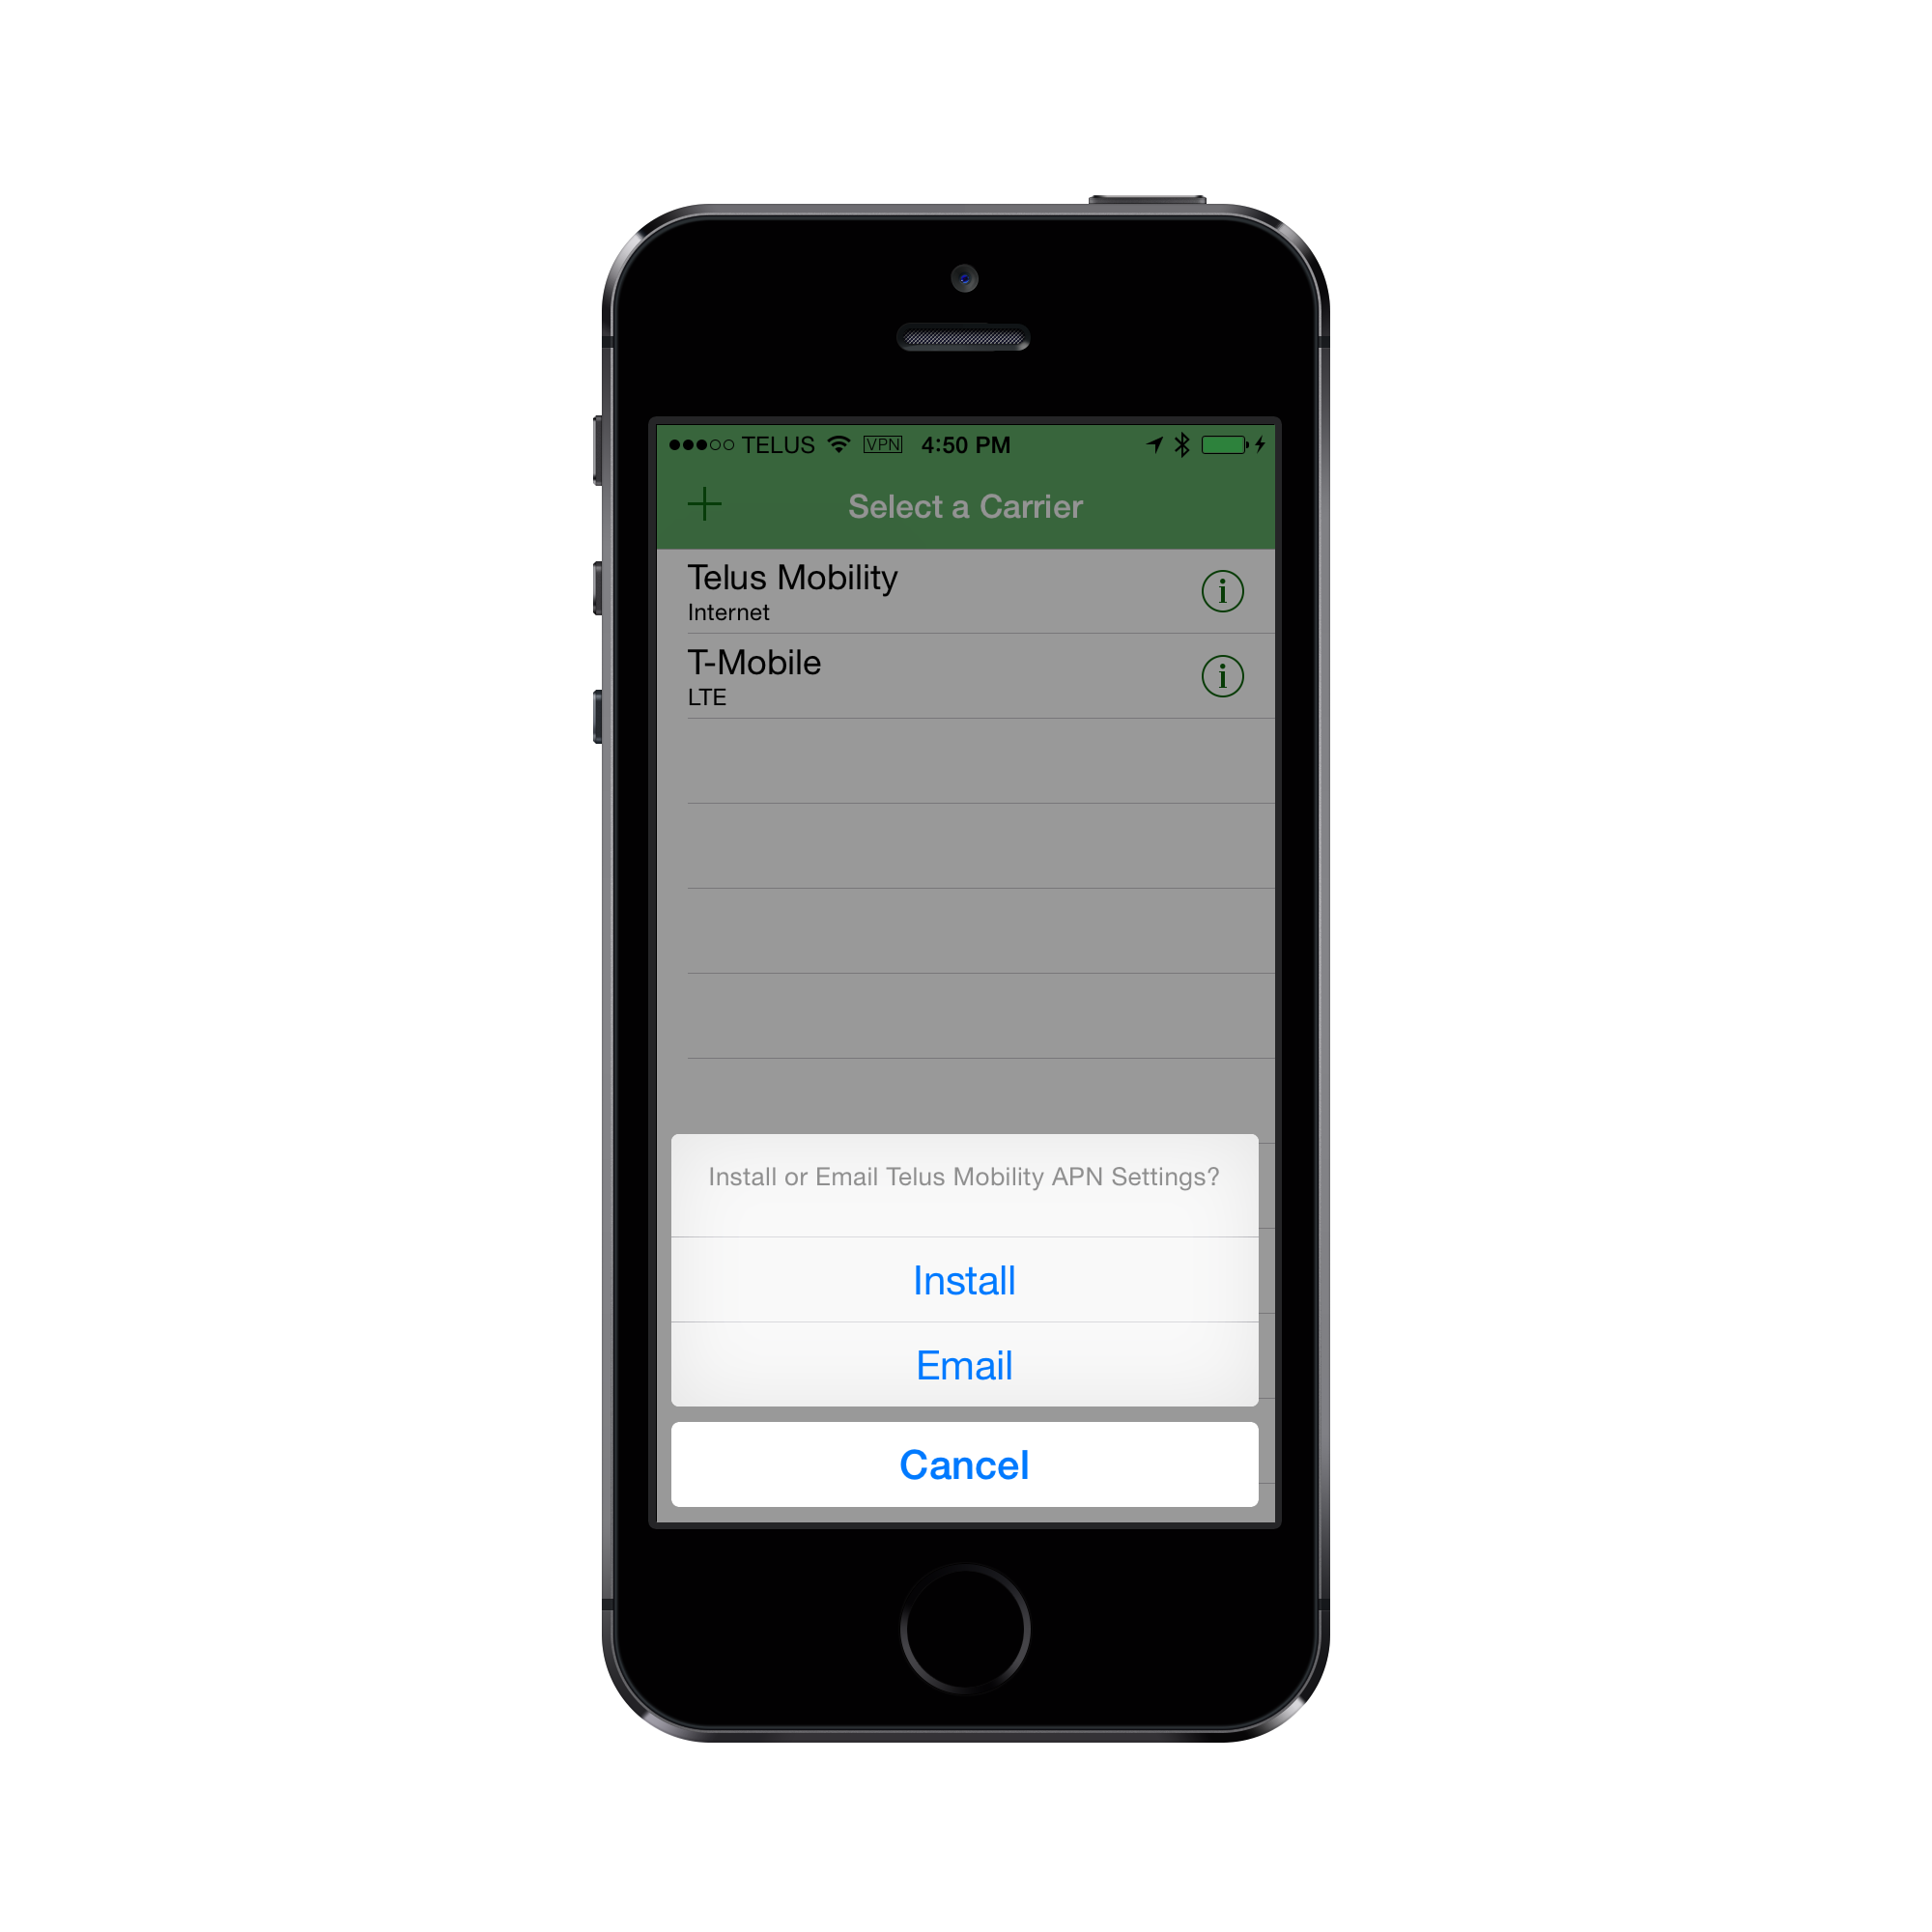 TELUS VPN 4:50 PM
Select a Carrier
Telus Mobility
Internet
T-Mobile
LTE
Install or Email Telus Mobility APN Settings?
Install
Email
Cancel